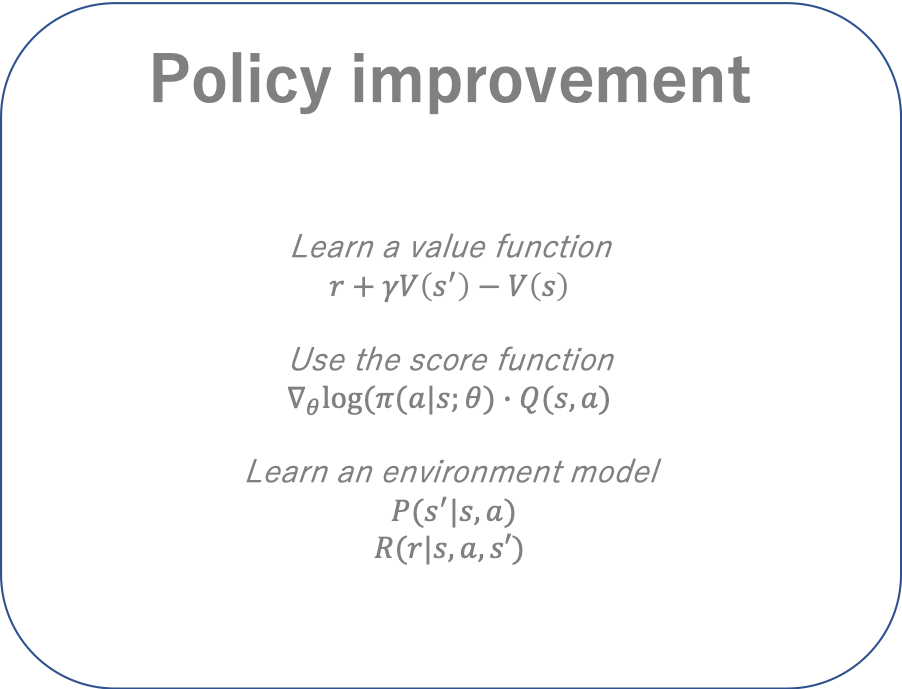 Policy improvement
Learn a value function
r + γV(s′) − V(s)
Use the score function
∇θlog(π(a|s; θ) · Q(s, a)
Learn an environment model
P(s′|s, a)
R(r|s, a, s′)